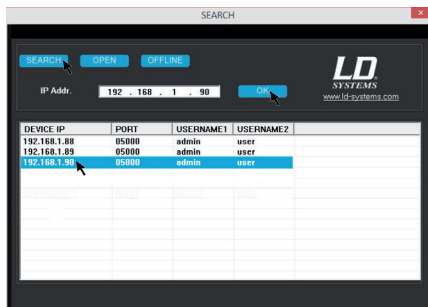 SEARCH
SEARCH OPEN OFFLINE
IP Addr. 192 . 168 . 1 . 90 OK
LD
SYSTEMS
www.ld-systems.com
DEVICE IP PORT USERNAME1 USERNAME2
192.168.1.88 05000 admin user
192.168.1.89 05000 admin user
192.168.1.90 05000 admin user